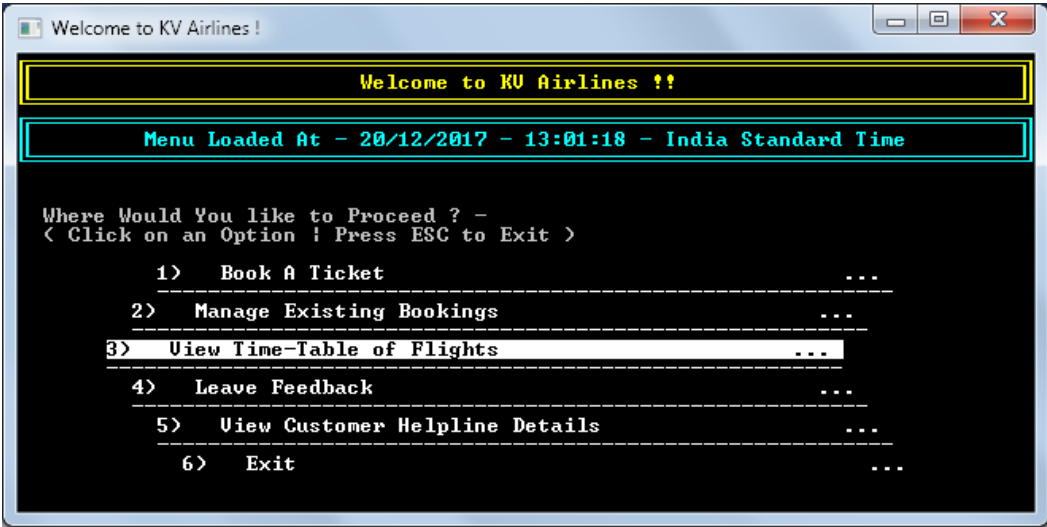 Welcome to KV Airlines !
Welcome to KV Airlines !!
Menu Loaded At - 20/12/2017 - 13:01:18 - India Standard Time
Where Would You like to Proceed ? -
( Click on an Option ¦ Press ESC to Exit )
1) Book A Ticket ...
2) Manage Existing Bookings ...
3) View Time-Table of Flights ...
4) Leave Feedback ...
5) View Customer Helpline Details ...
6) Exit ...